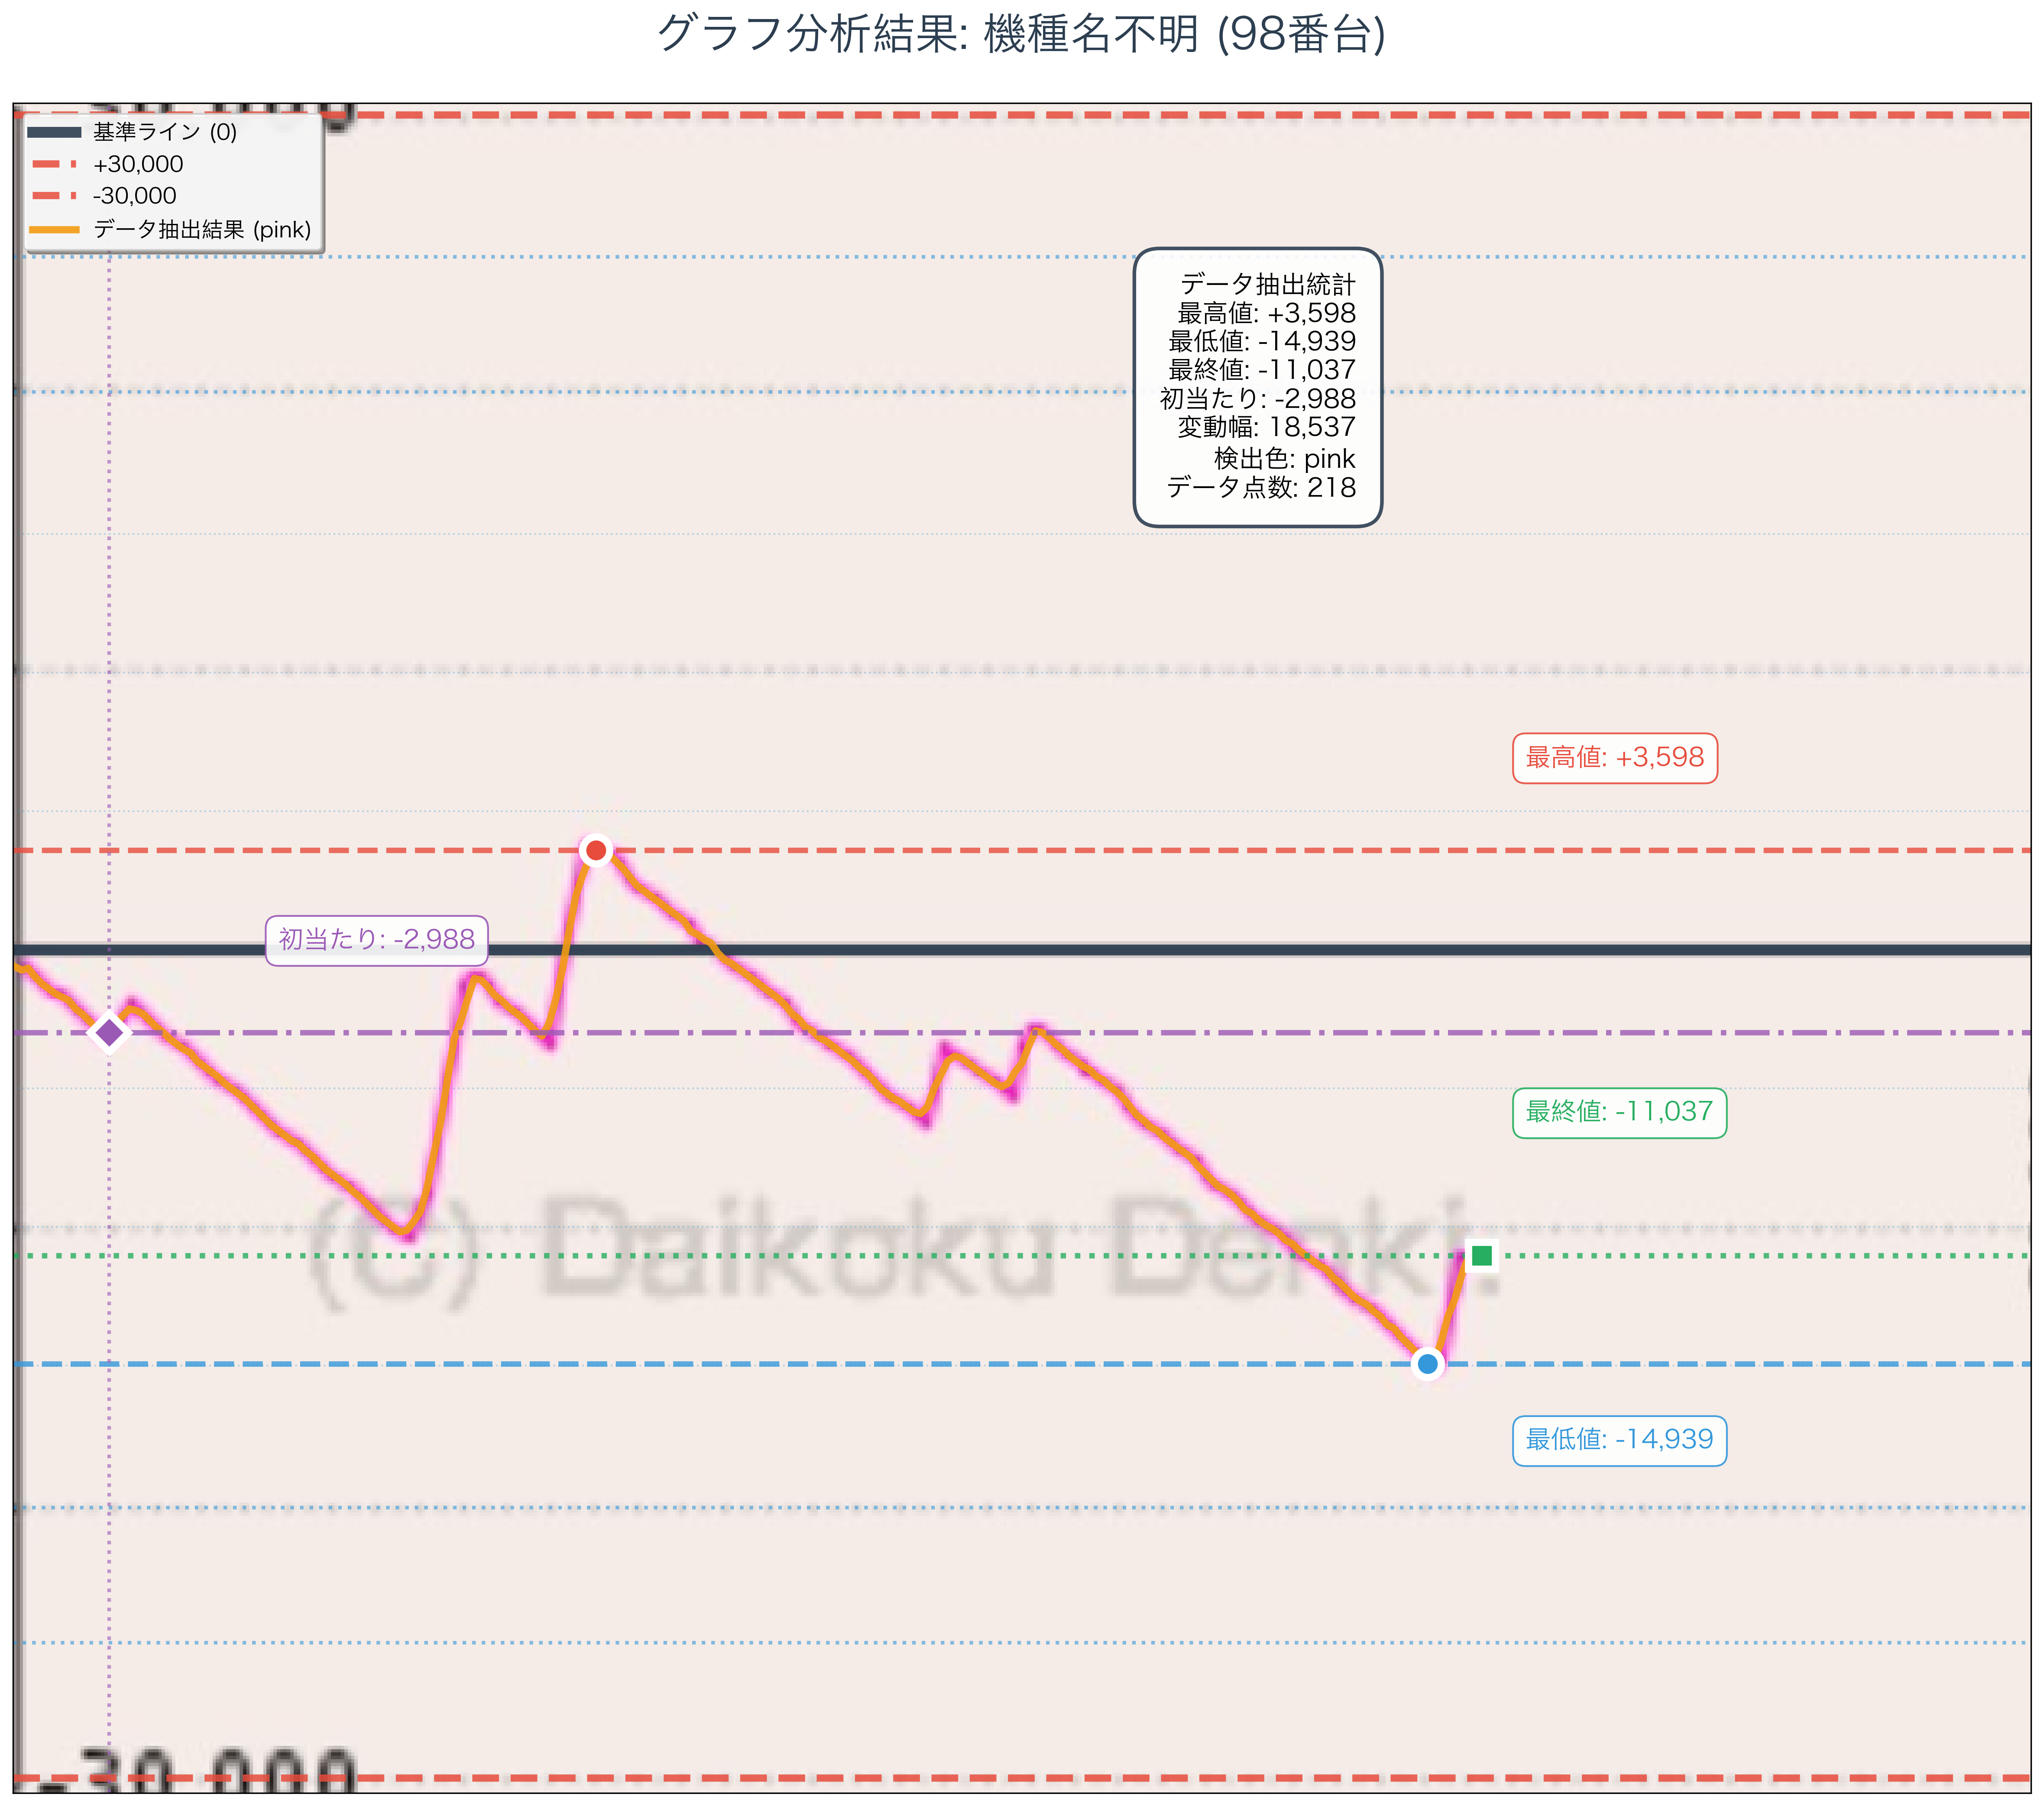 グラフ分析結果: 機種名不明 (98番台)
基準ライン (0)
+30,000
-30,000
データ抽出結果 (pink)
データ抽出統計
最高値: +3,598
最低値: -14,939
最終値: -11,037
初当たり: -2,988
変動幅: 18,537
検出色: pink
データ点数: 218
最高値: +3,598
初当たり: -2,988
最終値: -11,037
(C) Daikoku Denki.
最低値: -14,939
-30,000